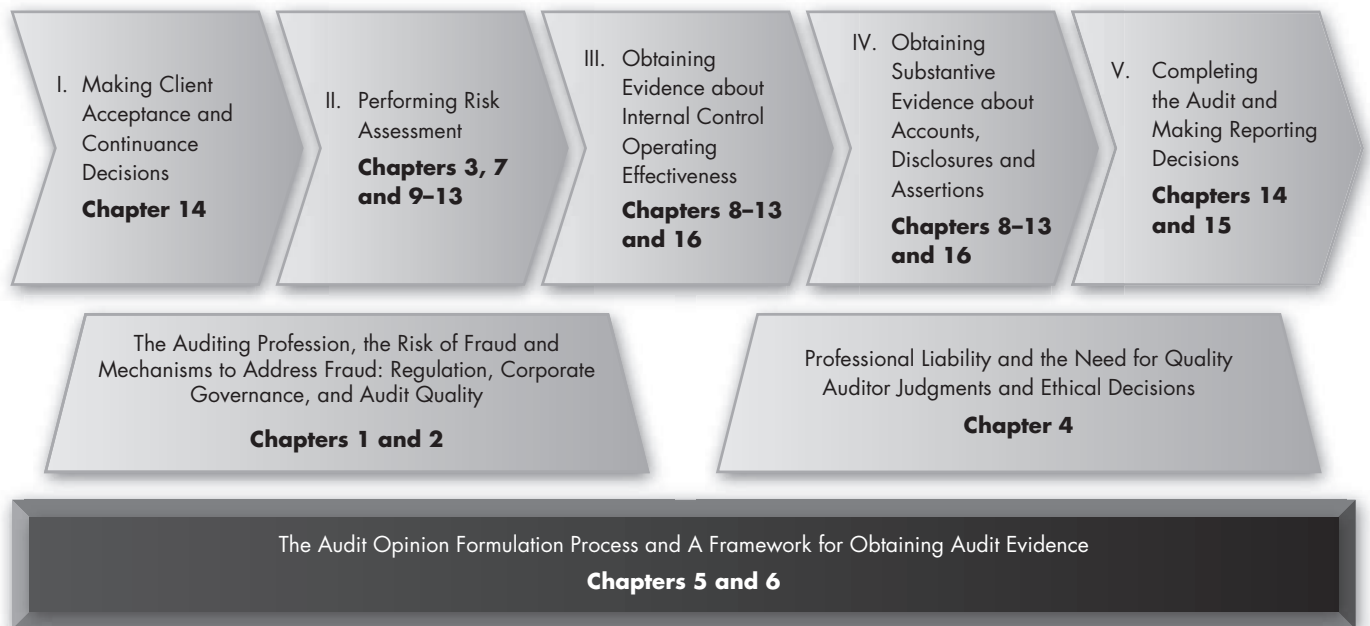 I. Making Client
Acceptance and
Continuance
Decisions
Chapter 14
II. Performing Risk
Assessment
Chapters 3, 7
and 9–13
III. Obtaining
Evidence about
Internal Control
Operating
Effectiveness
Chapters 8–13
and 16
IV. Obtaining
Substantive
Evidence about
Accounts,
Disclosures and
Assertions
Chapters 8–13
and 16
V. Completing
the Audit and
Making Reporting
Decisions
Chapters 14
and 15
The Auditing Profession, the Risk of Fraud and
Mechanisms to Address Fraud: Regulation, Corporate
Governance, and Audit Quality
Chapters 1 and 2
Professional Liability and the Need for Quality
Auditor Judgments and Ethical Decisions
Chapter 4
The Audit Opinion Formulation Process and A Framework for Obtaining Audit Evidence
Chapters 5 and 6